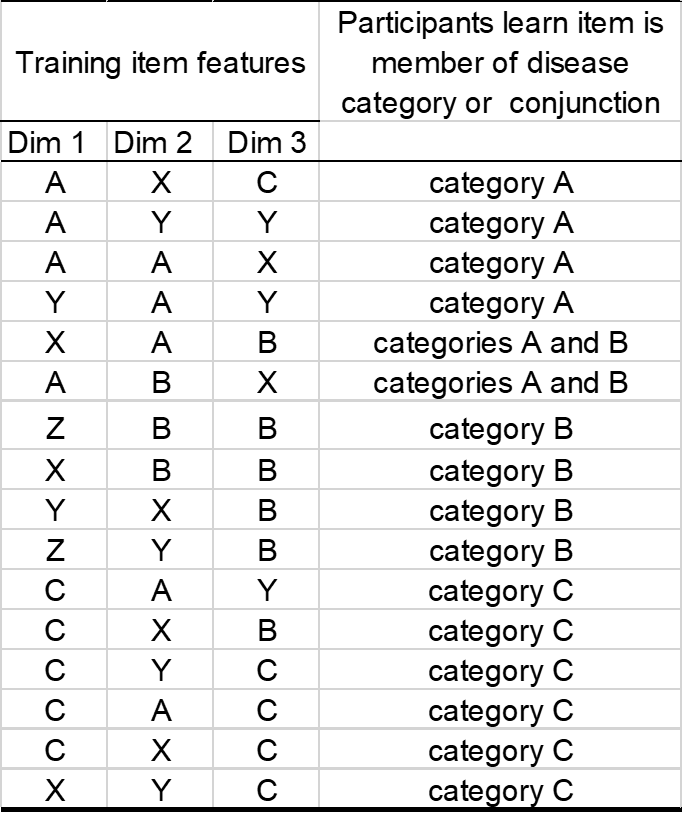 Participants learn item is
Training item features member of disease
category or conjunction
Dim 1 Dim 2 Dim 3
A X C category A
A Y Y category A
A A X category A
Y A Y category A
X A B categories A and B
A B X categories A and B
Z B B category B
X B B category B
Y X B category B
Z Y B category B
C A Y category C
C X B category C
C Y C category C
C A C category C
C X C category C
X Y C category C